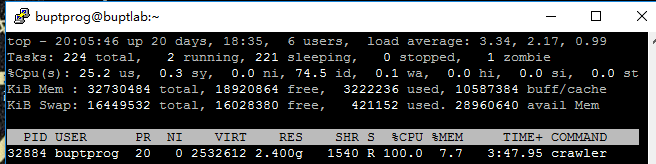 buptprog@buptlab:~
top - 20:05:46 up 20 days, 18:35,  6 users,  load average: 3.34, 2.17, 0.99
Tasks: 224 total,   2 running, 221 sleeping,   0 stopped,   1 zombie
%Cpu(s): 25.2 us,  0.3 sy,  0.0 ni, 74.5 id,  0.1 wa,  0.0 hi,  0.0 si,  0.0 st
KiB Mem : 32730484 total, 18920864 free,  3222236 used, 10587384 buff/cache
KiB Swap: 16449532 total, 16028380 free,   421152 used. 28960640 avail Mem
  PID USER      PR  NI    VIRT    RES    SHR S  %CPU %MEM     TIME+ COMMAND
32884 buptprog  20   0 2532612 2.400g   1540 R 100.0  7.7   3:47.95 crawler